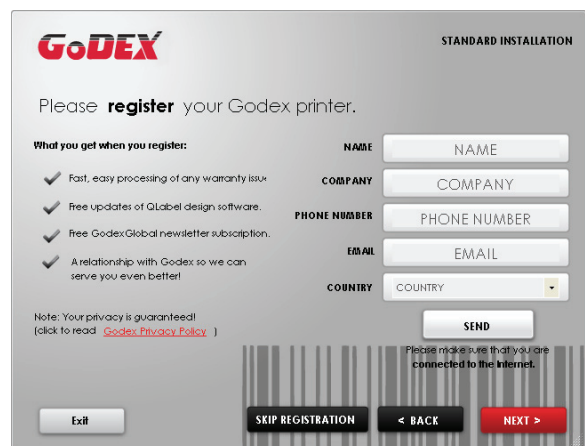 GoDEX
STANDARD INSTALLATION
Please register your Godex printer.
What you get when you register:
Fast, easy processing of any warranty issu
Free updates of QLabel design software.
Free GodexGlobal newsletter subscription.
A relationship with Godex so we can
serve you even better!
Note: Your privacy is guaranteed!
(click to read Godex Privacy Policy )
NAME NAME
COMPANY COMPANY
PHONE NUMBER PHONE NUMBER
EMAIL EMAIL
COUNTRY COUNTRY
SEND
Please make sure that you are
connected to the Internet.
Exit
SKIP REGISTRATION
< BACK
NEXT >